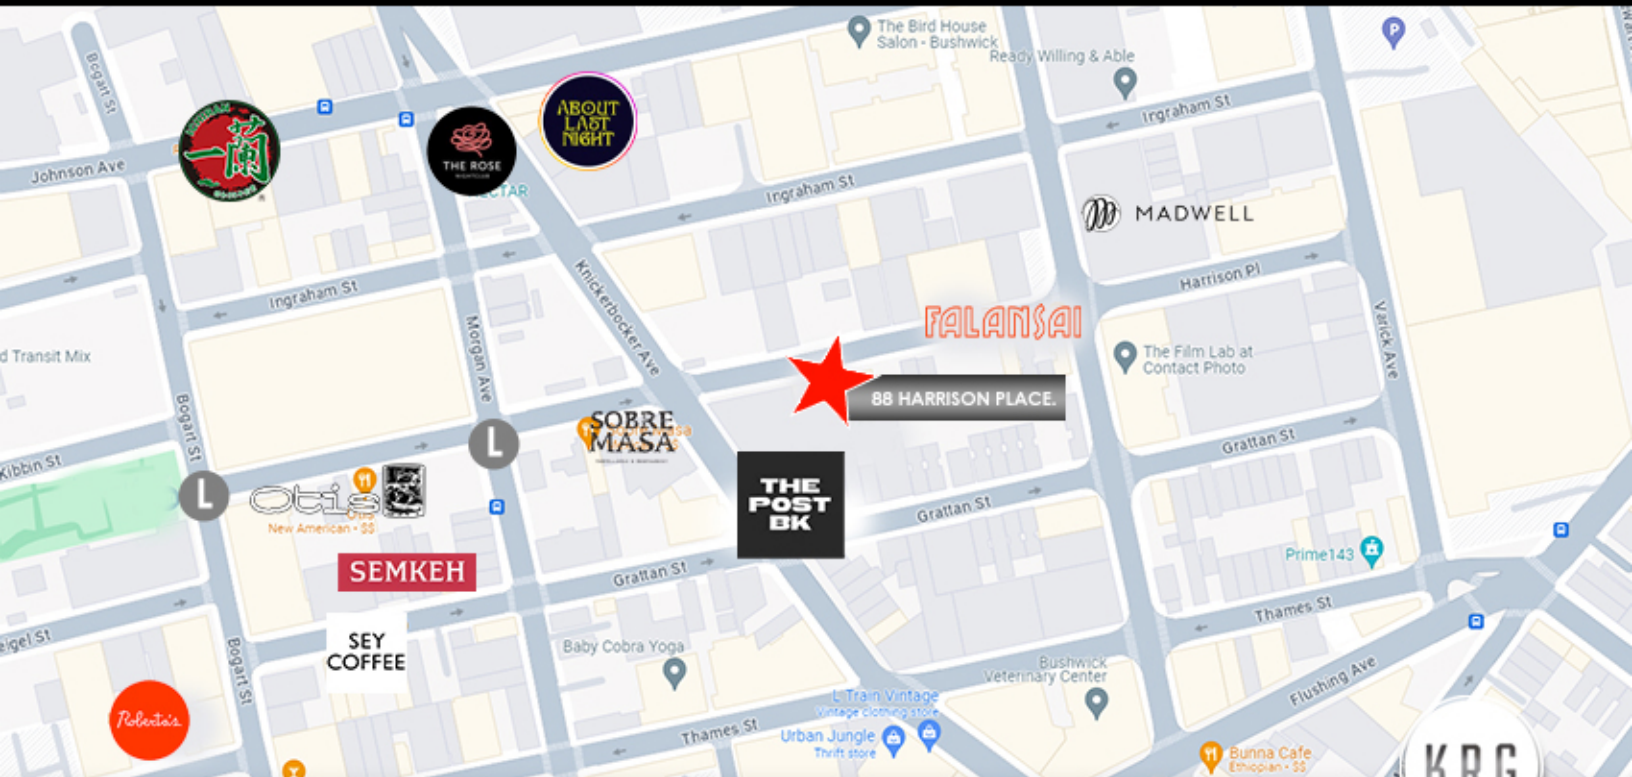 The Bird House
Salon - Bushwick
Ready Willing & Able
P
Bogart St
ABOUT
LAST
NIGHT
Ingraham St
一蘭
THE ROSE
NIGHTCLUB
Johnson Ave
Ingraham St
MADWELL
Knickerbocker Ave
Harrison Pl
Ingraham St
FALANSAI
Morgan Ave
Varick Ave
d Transit Mix
The Film Lab at
Contact Photo
88 HARRISON PLACE.
Bogart St
SOBRE
MASA
L
Grattan St
Kibbin St
L
Otis
New American • $$
THE
POST
BK
Grattan St
Prime143
SEMKEH
Grattan St
Thames St
eigel St
SEY
COFFEE
Baby Cobra Yoga
Bogart St
Bushwick
Veterinary Center
Flushing Ave
L Train Vintage
Vintage clothing store
Roberta's
Thames St
Urban Jungle
Thrift store
Bunna Cafe
Ethiopian • $$
KRG